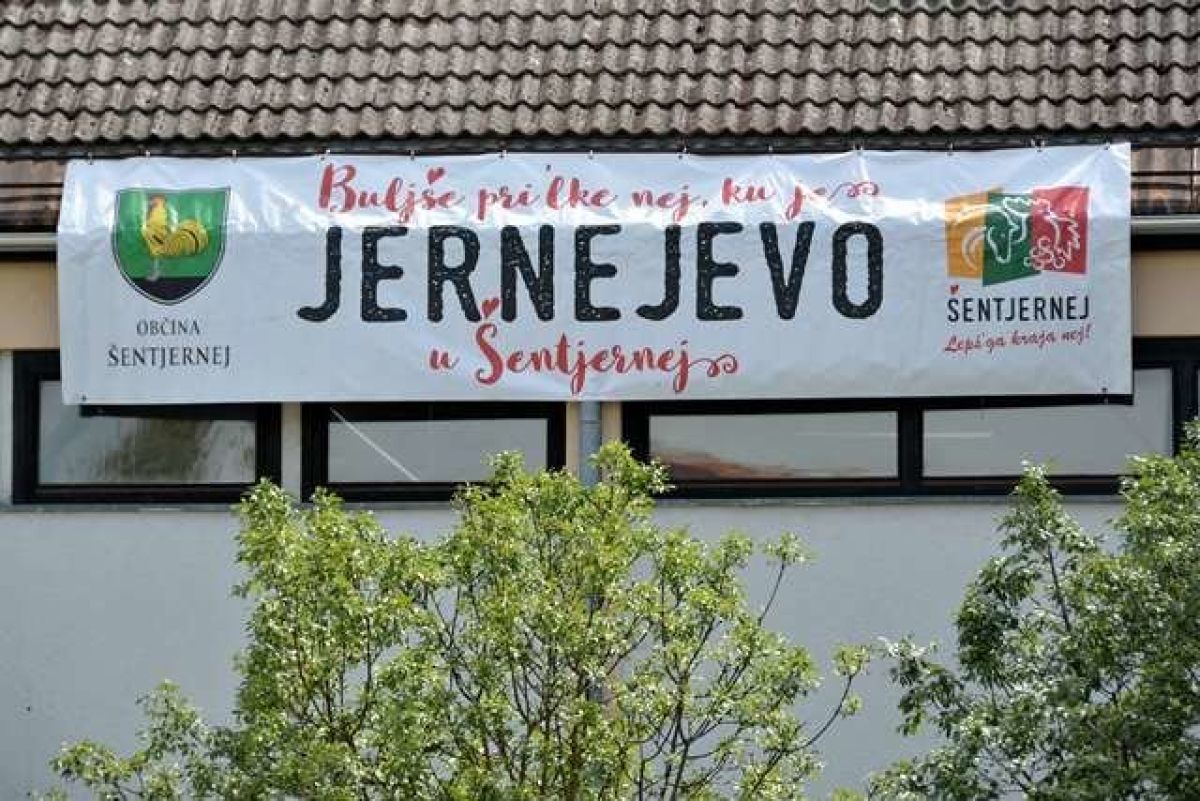 Buljše pri'lke nej, ku je
JERNEJEVO
u Šentjernej
OBČINA
ŠENTJERNEJ
ŠENTJERNEJ
Lepš'ga kraja nej!